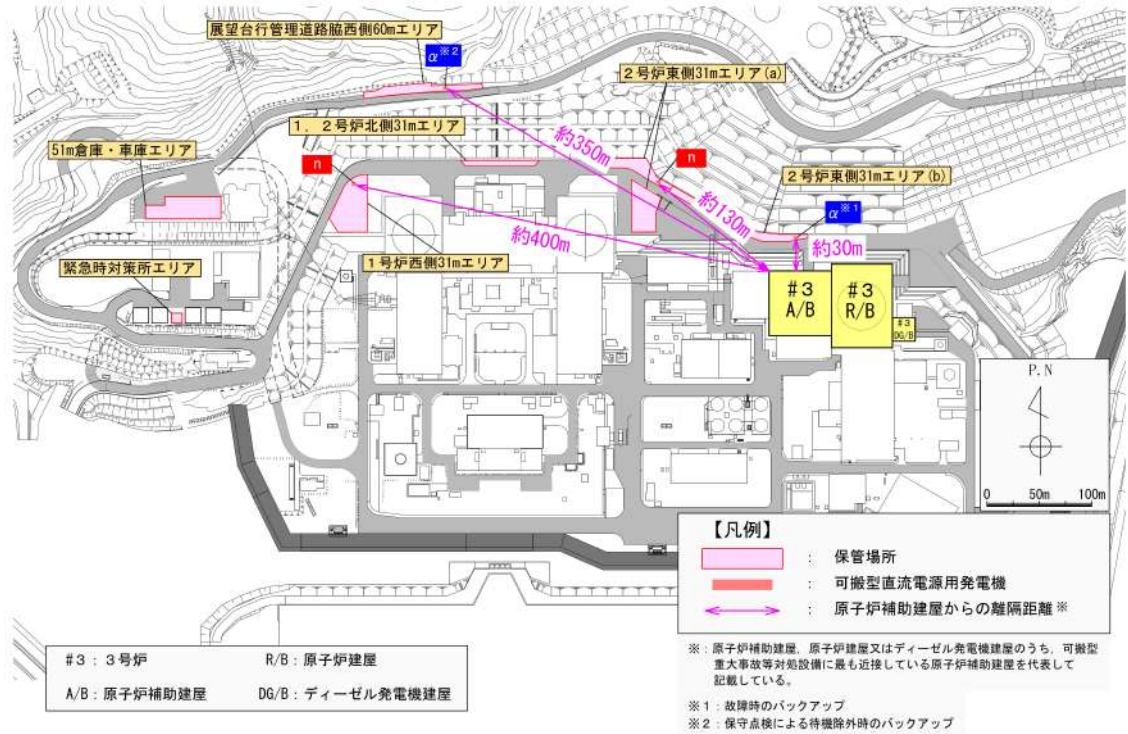 展望台行管理道路脇西側60mエリア
α※2
2号炉東側31mエリア(a)
1,2号炉北側31mエリア
約350m
51m倉庫・車庫エリア
n
n
2号炉東側31mエリア(b)
約130m
α※1
約400m
約30m
緊急時対策所エリア
1号炉西側31mエリア
#3
A/B
#3
R/B
#3
DG/B
P.N
0 50m 100m
【凡例】
: 保管場所
: 可搬型直流電源用発電機
: 原子炉補助建屋からの離隔距離※
#3:3号炉 R/B:原子炉建屋
A/B:原子炉補助建屋 DG/B:ディーゼル発電機建屋
※:原子炉補助建屋,原子炉建屋又はディーゼル発電機建屋のうち,可搬型
重大事故等対処設備に最も近接している原子炉補助建屋を代表して
記載している。
※1:故障時のバックアップ
※2:保守点検による待機除外時のバックアップ